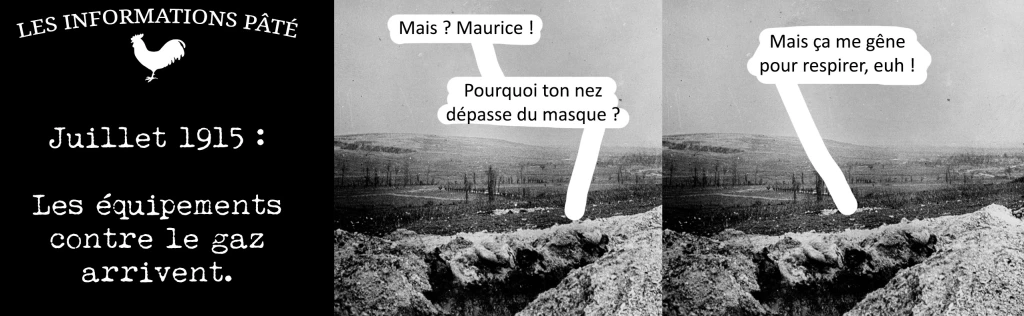 LES INFORMATIONS PÂTÉ
Juillet 1915 :
Les équipements
contre le gaz
arrivent.
Mais ? Maurice !
Pourquoi ton nez
dépasse du masque ?
Mais ça me gêne
pour respirer, euh !